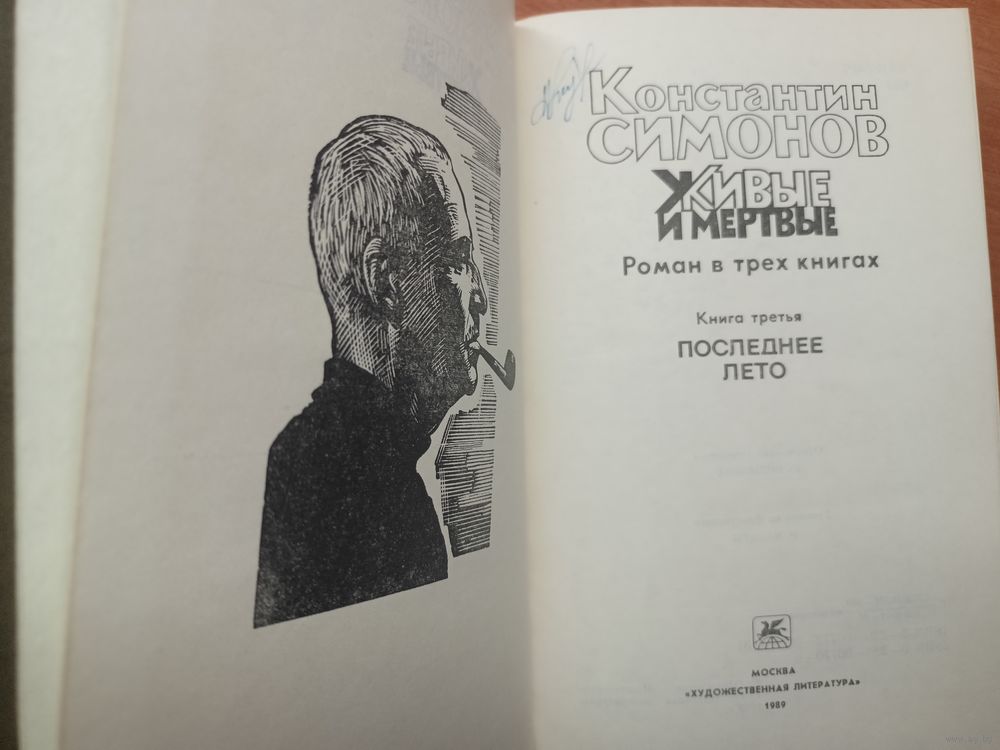 Константин
СИМОНОВ
ЖИВЫЕ
И МЕРТВЫЕ
Роман в трех книгах
Книга третья
ПОСЛЕДНЕЕ
ЛЕТО
МОСКВА
«ХУДОЖЕСТВЕННАЯ ЛИТЕРАТУРА»
1989